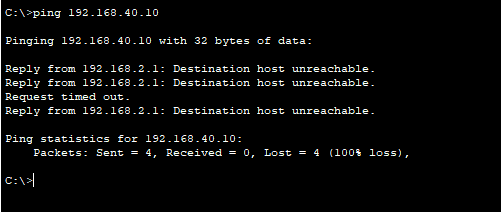 C:\>ping 192.168.40.10
Pinging 192.168.40.10 with 32 bytes of data:
Reply from 192.168.2.1: Destination host unreachable.
Reply from 192.168.2.1: Destination host unreachable.
Request timed out.
Reply from 192.168.2.1: Destination host unreachable.
Ping statistics for 192.168.40.10:
    Packets: Sent = 4, Received = 0, Lost = 4 (100% loss),
C:\>